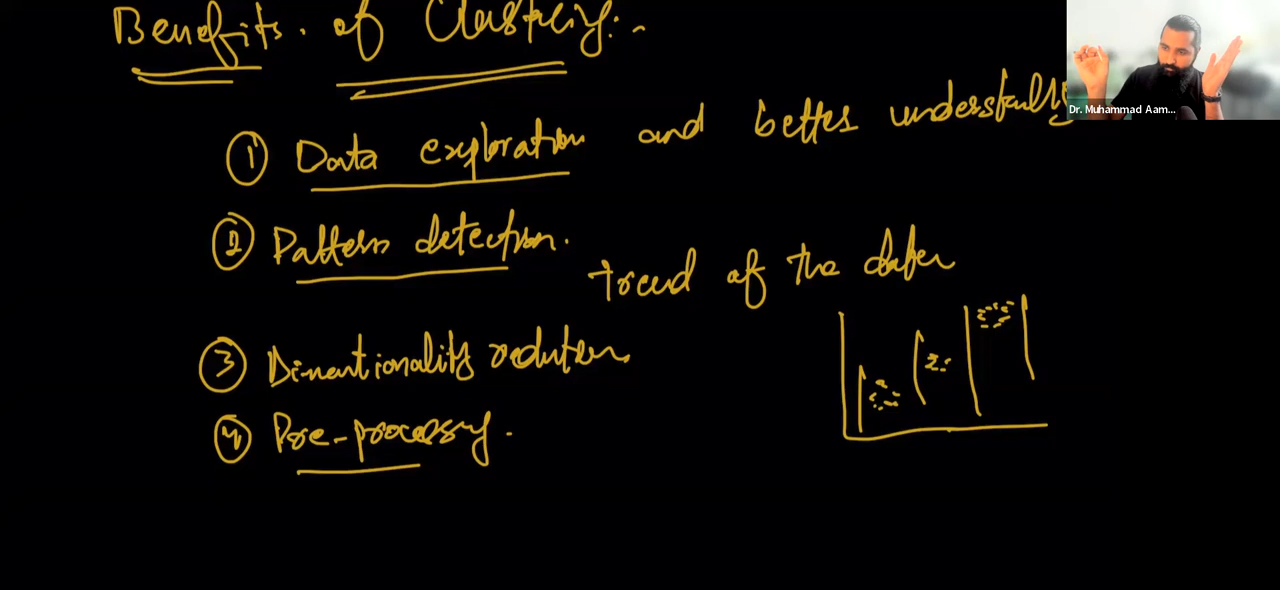 Benefits. of Clustering:-
Dr. Muhammad Aam...
① Data exploration and better understanding
② Pattern detection.
trend of the data
③ Dimentionality reduction
④ Pre-processing.